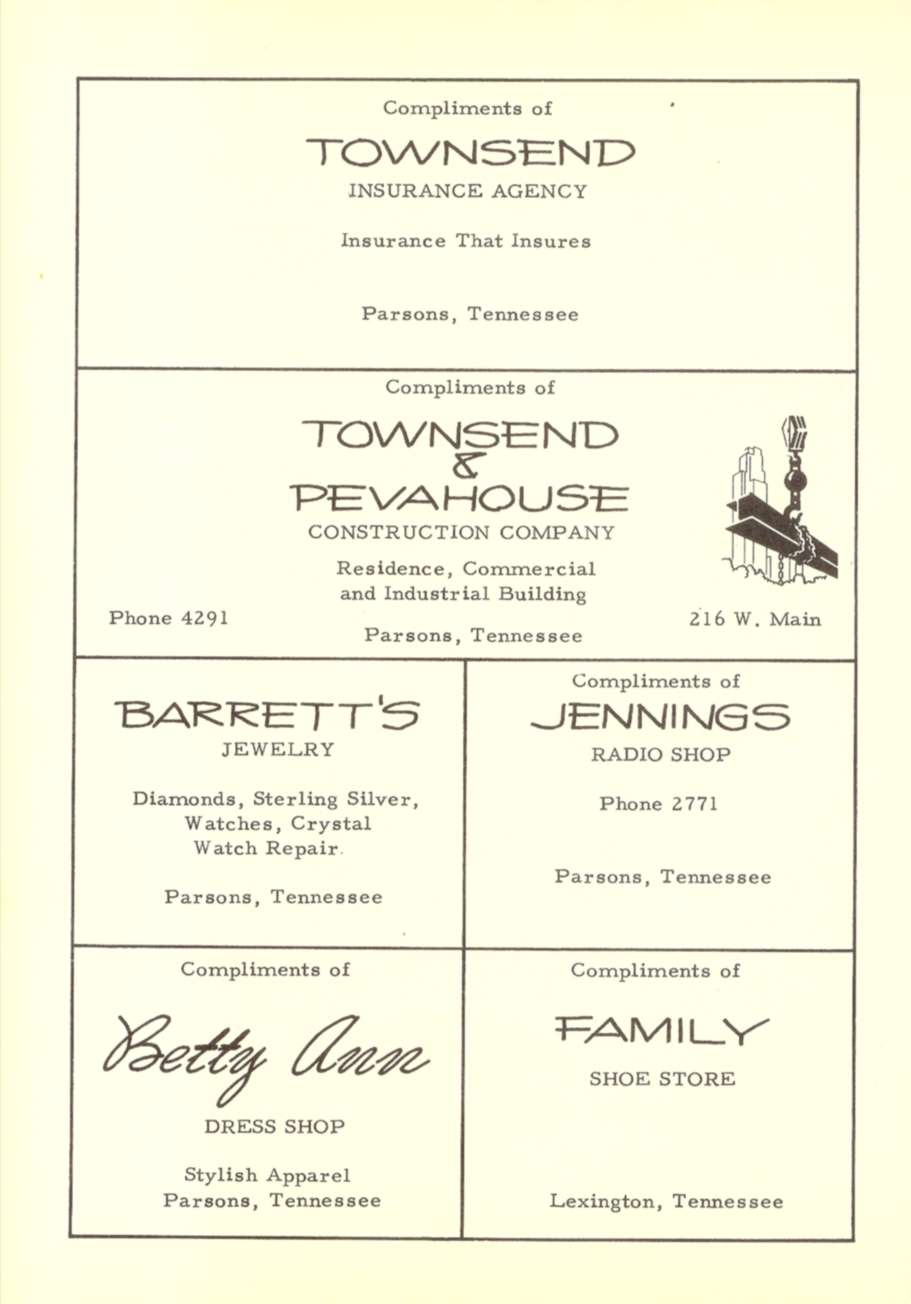 Compliments of
TOWNSEND
INSURANCE AGENCY
Insurance That Insures
Parsons, Tennessee
Compliments of
TOWNSEND
&
PEVAHOUSE
CONSTRUCTION COMPANY
Residence, Commercial
and Industrial Building
Phone 4291
216 W. Main
Parsons, Tennessee
BARRETT'S
JEWELRY
Diamonds, Sterling Silver,
Watches, Crystal
Watch Repair.
Parsons, Tennessee
Compliments of
JENNINGS
RADIO SHOP
Phone 2771
Parsons, Tennessee
Compliments of
Betty Ann
DRESS SHOP
Stylish Apparel
Parsons, Tennessee
Compliments of
FAMILY
SHOE STORE
Lexington, Tennessee